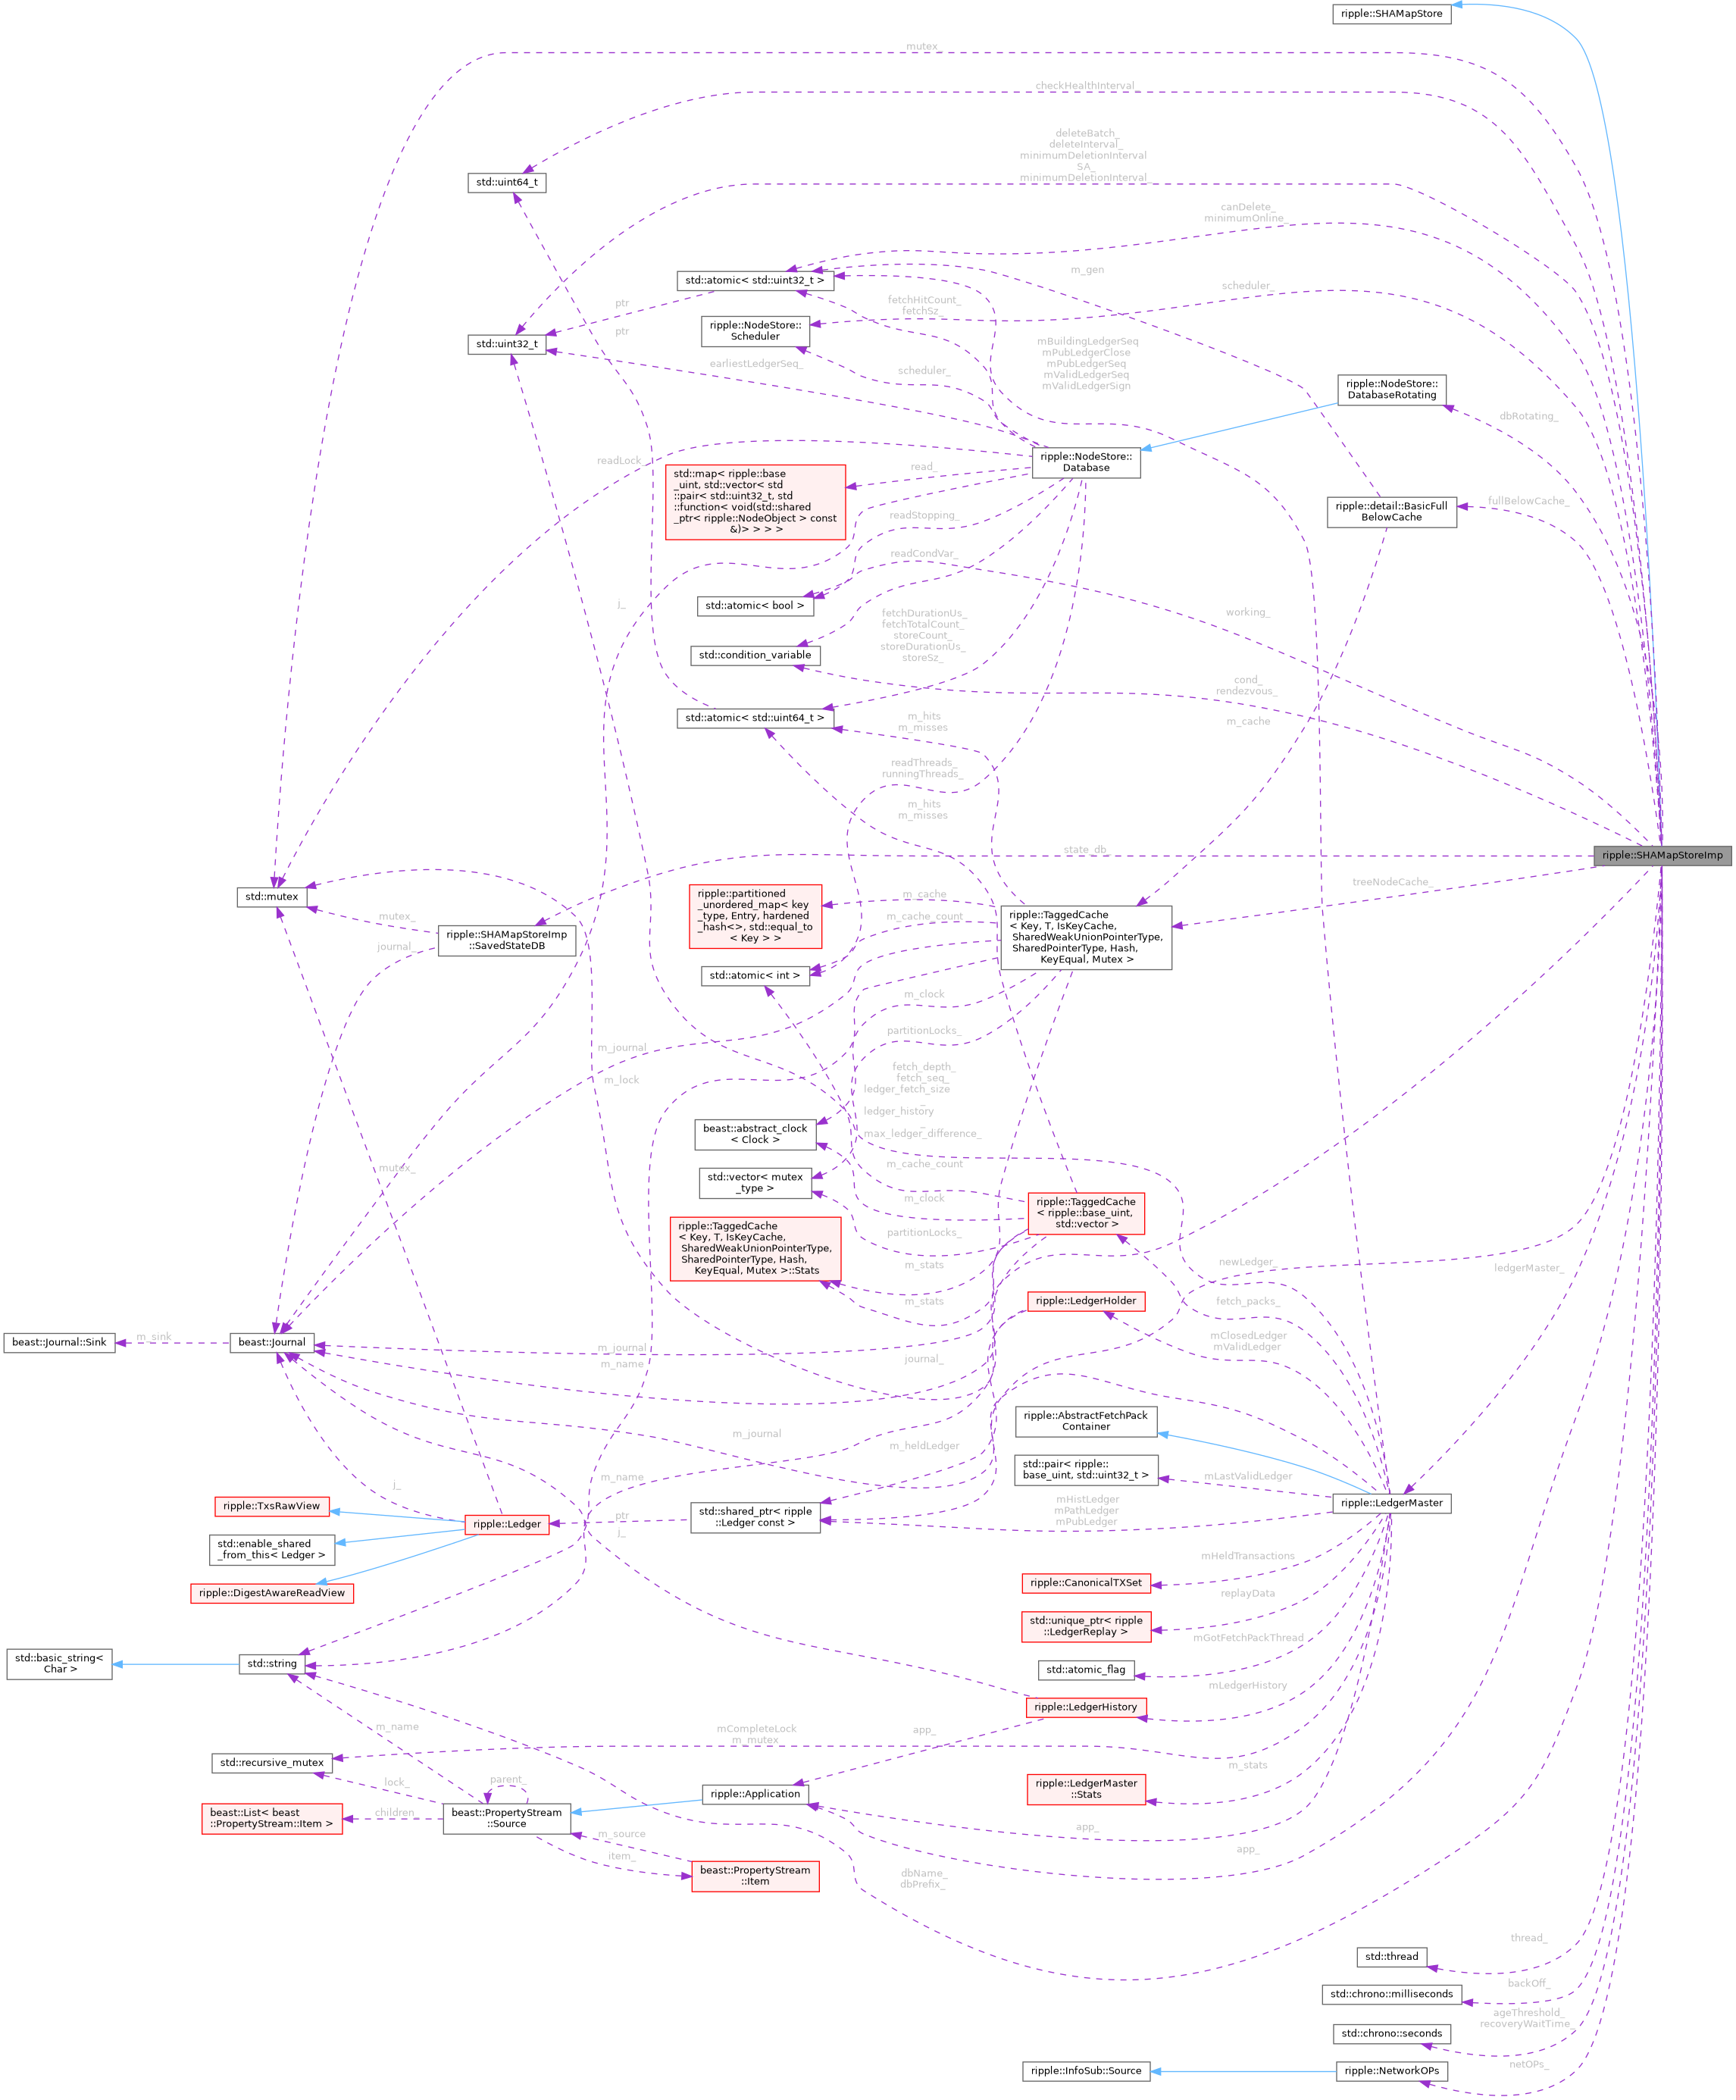 ripple::SHAMapStore
mutex_
checkHealthInterval_
deleteBatch_
deleteInterval_
minimumDeletionInterval
SA_
minimumDeletionInterval_
std::uint64_t
canDelete_
minimumOnline_
m_gen
std::atomic< std::uint32_t >
scheduler_
ptr
fetchHitCount_
fetchSz_
ripple::NodeStore::
Scheduler
ptr
std::uint32_t
mBuildingLedgerSeq
mPubLedgerClose
mPubLedgerSeq
mValidLedgerSeq
mValidLedgerSign
earliestLedgerSeq_
scheduler_
ripple::NodeStore::
DatabaseRotating
dbRotating_
readLock_
ripple::NodeStore::
Database
read_
std::map< ripple::base
_uint, std::vector< std
::pair< std::uint32_t, std
::function< void(std::shared
_ptr< ripple::NodeObject > const
&)> > > >
fullBelowCache_
ripple::detail::BasicFull
BelowCache
readStopping_
readCondVar_
j_
std::atomic< bool >
fetchDurationUs_
fetchTotalCount_
storeCount_
storeDurationUs_
storeSz_
working_
std::condition_variable
cond_
rendezvous_
std::atomic< std::uint64_t >
m_hits
m_misses
m_cache
readThreads_
runningThreads_
m_hits
m_misses
state_db_
ripple::SHAMapStoreImp
treeNodeCache_
std::mutex
mutex_
ripple::SHAMapStoreImp
::SavedStateDB
journal_
ripple::partitioned
_unordered_map< key
_type, Entry, hardened
_hash<>, std::equal_to
< Key > >
m_cache
m_cache_count
ripple::TaggedCache
< Key, T, IsKeyCache,
SharedWeakUnionPointerType,
SharedPointerType, Hash,
KeyEqual, Mutex >
std::atomic< int >
m_clock
partitionLocks_
m_journal
m_lock
fetch_depth_
fetch_seq_
ledger_fetch_size
_
ledger_history
_
max_ledger_difference_
beast::abstract_clock
< Clock >
mutex_
m_cache_count
std::vector< mutex
_type >
m_clock
ripple::TaggedCache
< ripple::base_uint,
std::vector >
partitionLocks_
ripple::TaggedCache
< Key, T, IsKeyCache,
SharedWeakUnionPointerType,
SharedPointerType, Hash,
KeyEqual, Mutex >::Stats
m_stats
m_stats
newLedger_
ledgerMaster_
fetch_packs_
ripple::LedgerHolder
beast::Journal::Sink
m_sink
beast::Journal
m_journal
m_name
journal_
mClosedLedger
mValidLedger
ripple::AbstractFetchPack
Container
m_journal
m_heldLedger
std::pair< ripple::
base_uint, std::uint32_t >
mLastValidLedger
m_name
j_
ripple::TxsRawView
ripple::Ledger
ptr
j_
std::shared_ptr< ripple
::Ledger const >
mHistLedger
mPathLedger
mPubLedger
ripple::LedgerMaster
std::enable_shared
_from_this< Ledger >
ripple::DigestAwareReadView
mHeldTransactions
ripple::CanonicalTXSet
replayData
std::unique_ptr< ripple
::LedgerReplay >
mGotFetchPackThread
std::basic_string<
Char >
std::string
std::atomic_flag
mLedgerHistory
ripple::LedgerHistory
m_name
mCompleteLock
m_mutex
app_
std::recursive_mutex
lock_
parent_
m_stats
ripple::LedgerMaster
::Stats
ripple::Application
beast::List< beast
::PropertyStream::Item >
children
beast::PropertyStream
::Source
m_source
item_
app_
app_
beast::PropertyStream
::Item
dbName_
dbPrefix_
thread_
std::thread
backOff_
std::chrono::milliseconds
ageThreshold_
recoveryWaitTime_
std::chrono::seconds
netOPs_
ripple::InfoSub::Source
ripple::NetworkOPs